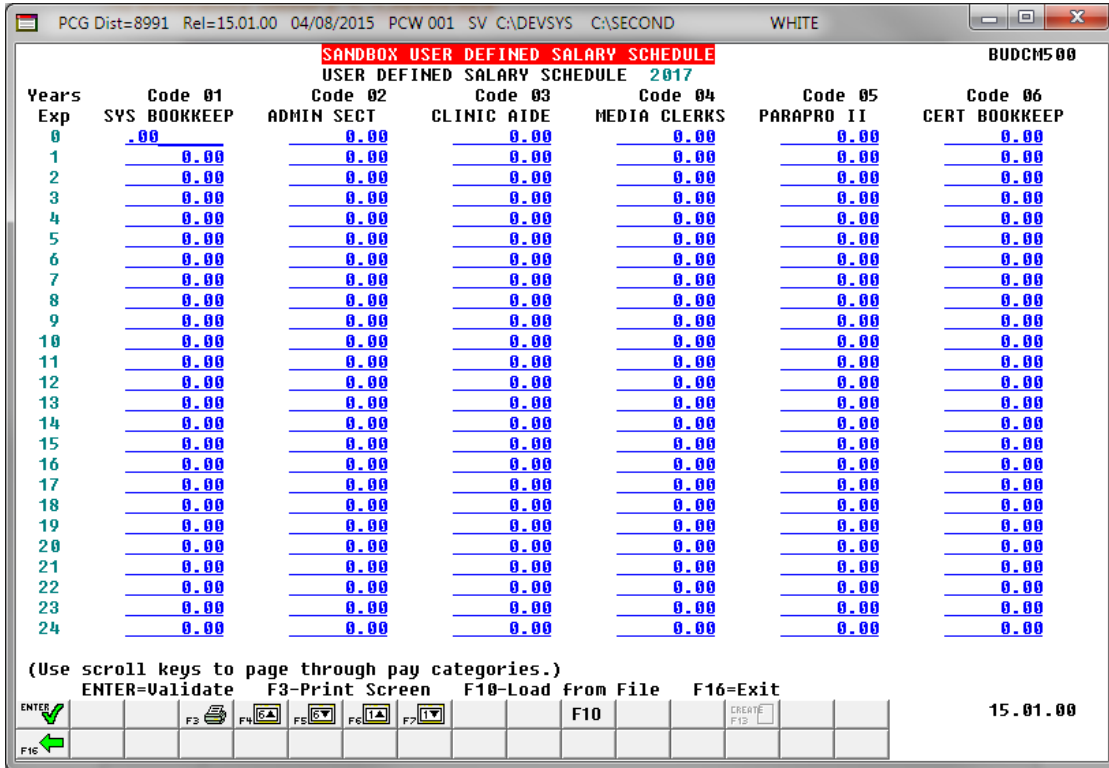 PCG Dist=8991 Rel=15.01.00 04/08/2015 PCW 001 SV C:\DEVSYS C:\SECOND WHITE
SANDBOX USER DEFINED SALARY SCHEDULE BUDCM500
USER DEFINED SALARY SCHEDULE 2017
Years Code 01 Code 02 Code 03 Code 04 Code 05 Code 06
Exp SYS BOOKKEEP ADMIN SECT CLINIC AIDE MEDIA CLERKS PARAPRO II CERT BOOKKEEP
0 .00 0.00 0.00 0.00 0.00 0.00
1 0.00 0.00 0.00 0.00 0.00 0.00
2 0.00 0.00 0.00 0.00 0.00 0.00
3 0.00 0.00 0.00 0.00 0.00 0.00
4 0.00 0.00 0.00 0.00 0.00 0.00
5 0.00 0.00 0.00 0.00 0.00 0.00
6 0.00 0.00 0.00 0.00 0.00 0.00
7 0.00 0.00 0.00 0.00 0.00 0.00
8 0.00 0.00 0.00 0.00 0.00 0.00
9 0.00 0.00 0.00 0.00 0.00 0.00
10 0.00 0.00 0.00 0.00 0.00 0.00
11 0.00 0.00 0.00 0.00 0.00 0.00
12 0.00 0.00 0.00 0.00 0.00 0.00
13 0.00 0.00 0.00 0.00 0.00 0.00
14 0.00 0.00 0.00 0.00 0.00 0.00
15 0.00 0.00 0.00 0.00 0.00 0.00
16 0.00 0.00 0.00 0.00 0.00 0.00
17 0.00 0.00 0.00 0.00 0.00 0.00
18 0.00 0.00 0.00 0.00 0.00 0.00
19 0.00 0.00 0.00 0.00 0.00 0.00
20 0.00 0.00 0.00 0.00 0.00 0.00
21 0.00 0.00 0.00 0.00 0.00 0.00
22 0.00 0.00 0.00 0.00 0.00 0.00
23 0.00 0.00 0.00 0.00 0.00 0.00
24 0.00 0.00 0.00 0.00 0.00 0.00
(Use scroll keys to page through pay categories.)
ENTER=Validate F3-Print Screen F10-Load from File F16=Exit
ENTER F3 F4 6 F5 6 F6 1 F7 1 F10 CREATE F13 15.01.00
F16